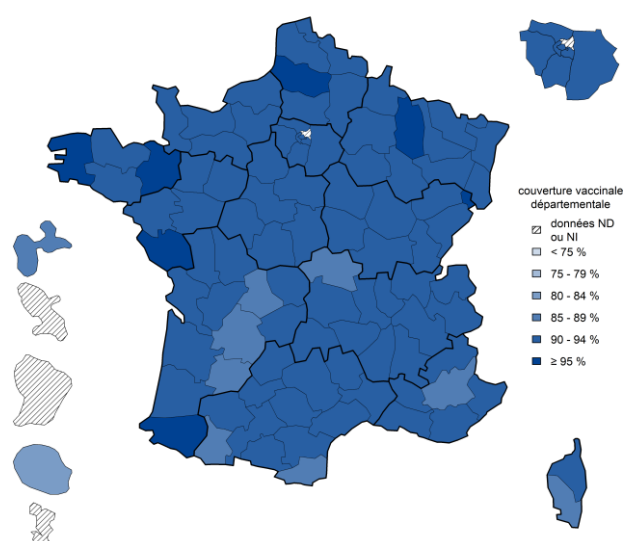 couverture vaccinale
départementale
données ND
ou NI
< 75 %
75 - 79 %
80 - 84 %
85 - 89 %
90 - 94 %
≥ 95 %